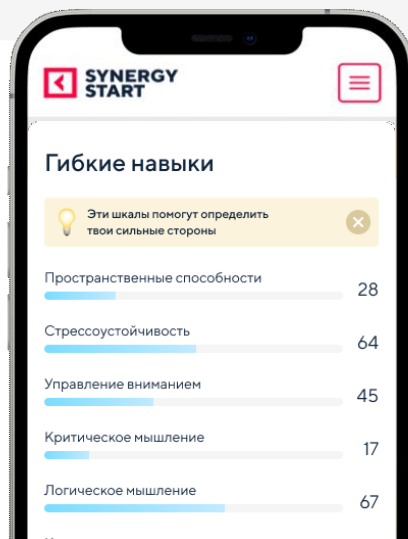 SYNERGY
START
Гибкие навыки
Эти шкалы помогут определить
твои сильные стороны
Пространственные способности
28
Стрессоустойчивость
64
Управление вниманием
45
Критическое мышление
17
Логическое мышление
67